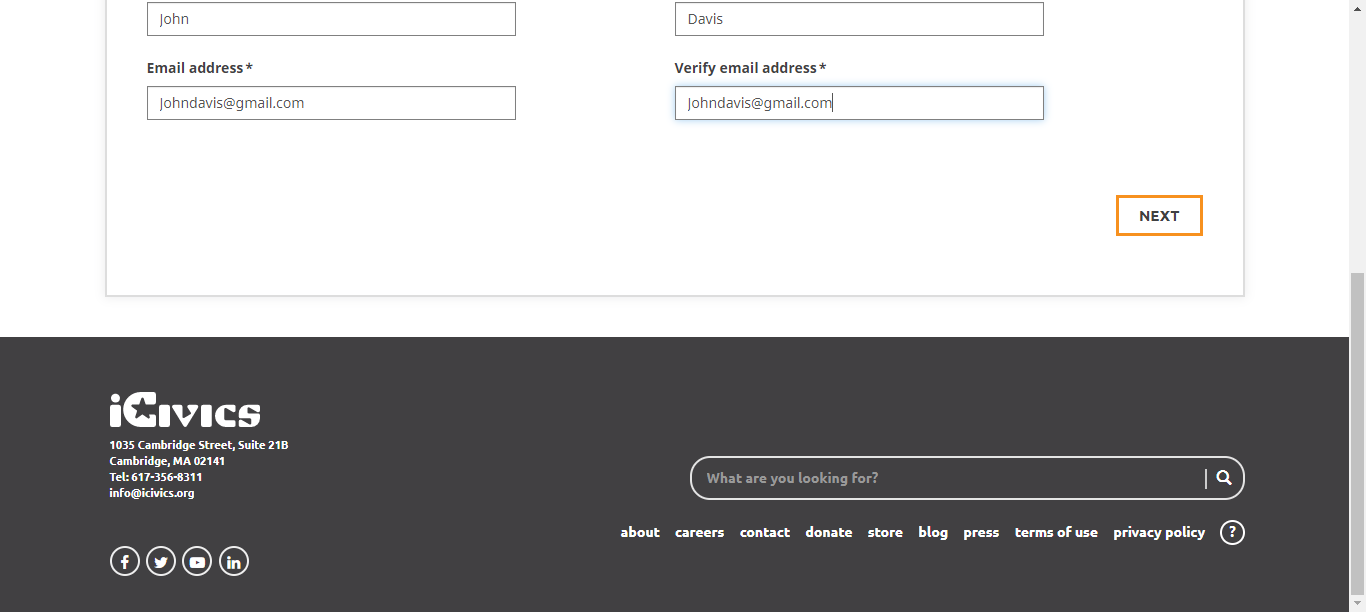 John
Davis
Email address*
Verify email address*
Johndavis@gmail.com
Johndavis@gmail.com
NEXT
iCivics
1035 Cambridge Street, Suite 21B
Cambridge, MA 02141
Tel: 617-356-8311
info@icivics.org
What are you looking for?
about careers contact donate store blog press terms of use privacy policy ?